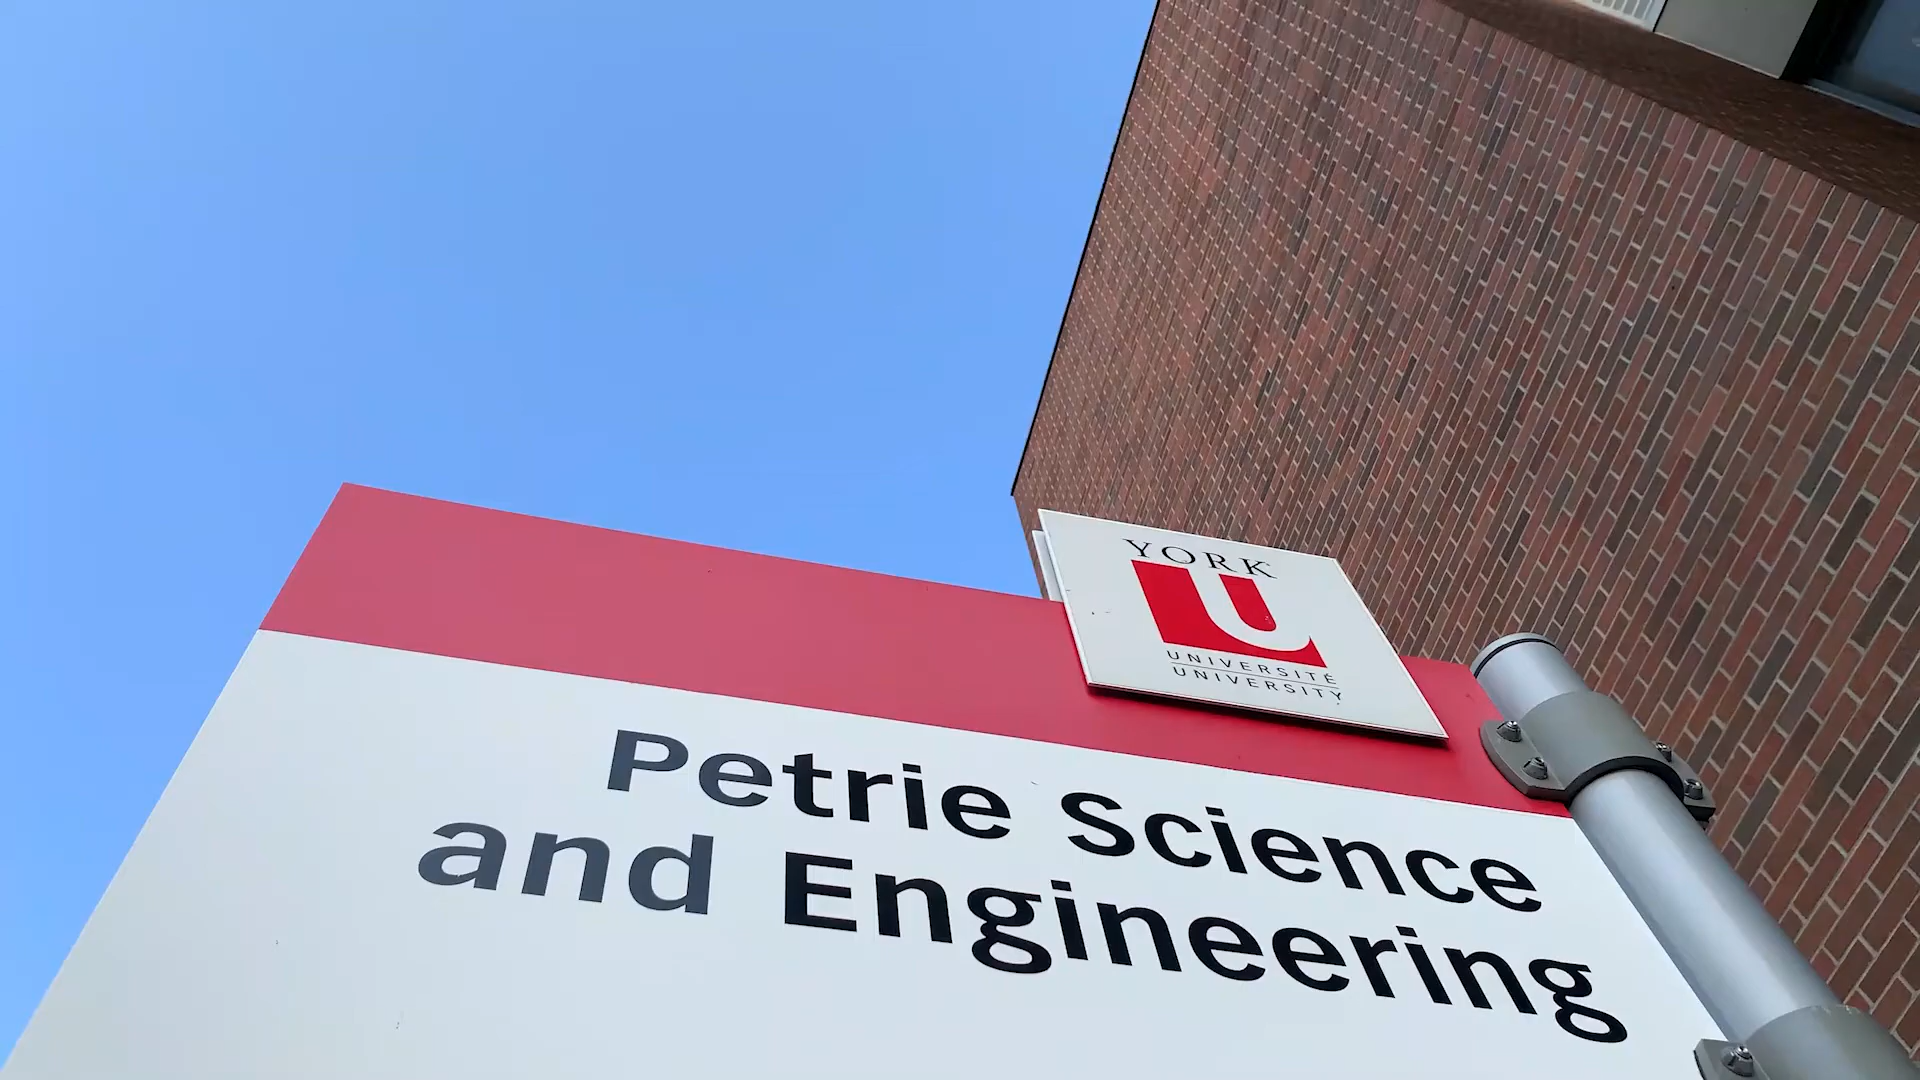 YORK
U
UNIVERSITÉ
UNIVERSITY
Petrie Science
and Engineering